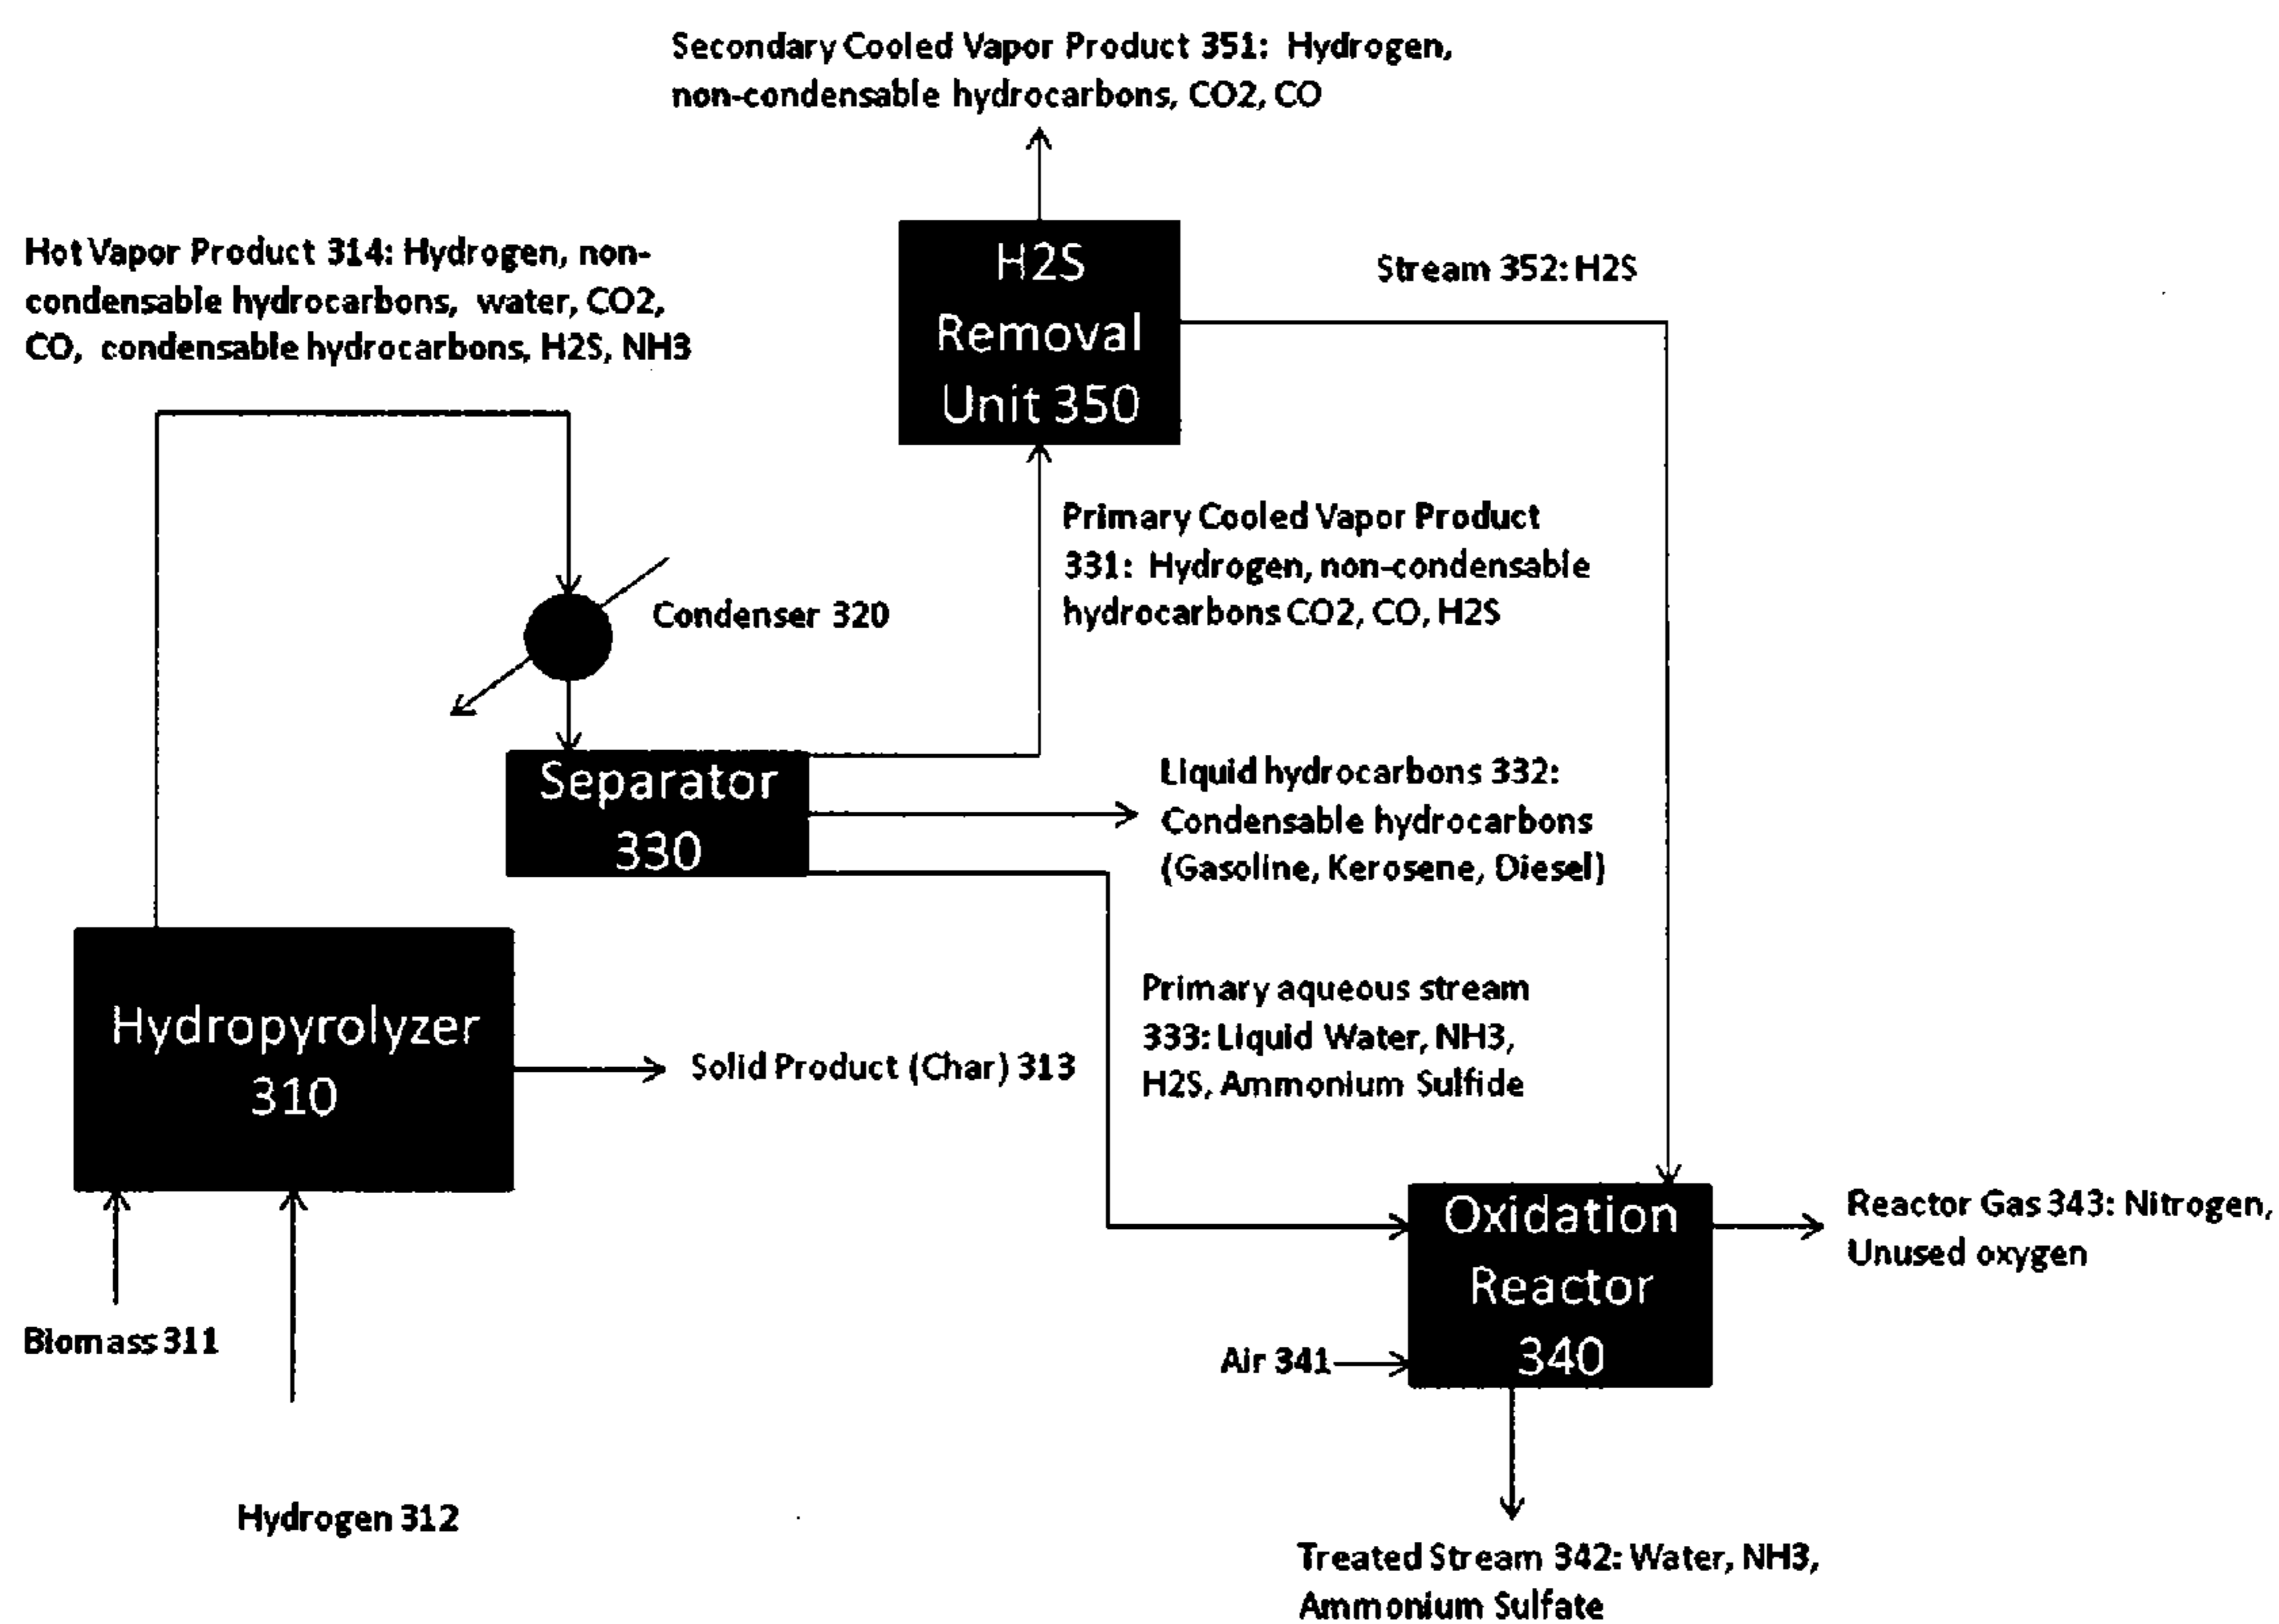 Secondary Cooled Vapor Product 351: Hydrogen,
non-condensable hydrocarbons, CO2, CO
Hot Vapor Product 314: Hydrogen, non-
condensable hydrocarbons, water, CO2,
CO, condensable hydrocarbons, H2S, NH3
H2S
Removal
Unit 350
Stream 352: H2S
Primary Cooled Vapor Product
331: Hydrogen, non-condensable
hydrocarbons CO2, CO, H2S
Condenser 320
Separator
330
Liquid hydrocarbons 332:
Condensable hydrocarbons
(Gasoline, Kerosene, Diesel)
Hydropyrolyzer
310
Solid Product (Char) 313
Primary aqueous stream
333: Liquid Water, NH3,
H2S, Ammonium Sulfide
Oxidation
Reactor
340
Reactor Gas 343: Nitrogen,
Unused oxygen
Biomass 311
Air 341
Hydrogen 312
Treated Stream 342: Water, NH3,
Ammonium Sulfate